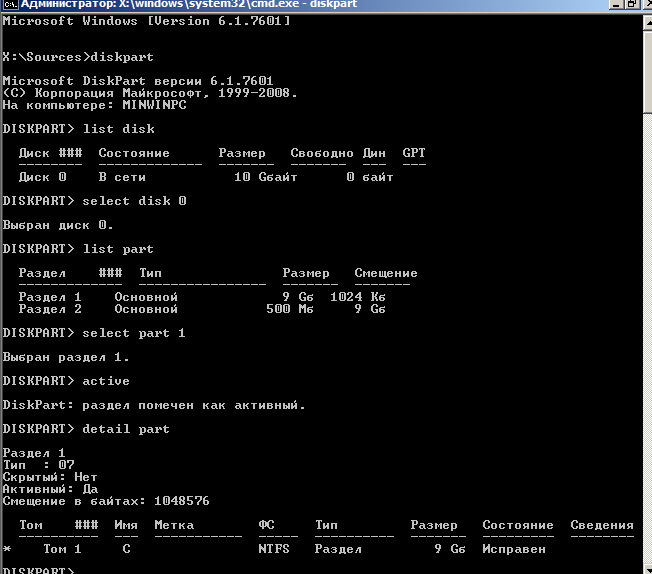 Администратор: X:\windows\system32\cmd.exe - diskpart
Microsoft Windows [Version 6.1.7601]
X:\Sources>diskpart
Microsoft DiskPart версии 6.1.7601
(C) Корпорация Майкрософт, 1999-2008.
На компьютере: MININPC
DISKPART> list disk
Диск ### Состояние Размер Свободно Дин GPT
-------- ------------- ------- ------- --- ---
Диск 0 В сети 10 Gбайт 0 байт
DISKPART> select disk 0
Выбран диск 0.
DISKPART> list part
Раздел ### Тип Размер Смещение
------------- ---------------- ------- -------
Раздел 1 Основной 9 Gб 1024 Kб
Раздел 2 Основной 500 Mб 9 Gб
DISKPART> select part 1
Выбран раздел 1.
DISKPART> active
DiskPart: раздел помечен как активный.
DISKPART> detail part
Раздел 1
Тип : 07
Скрытый: Нет
Активный: Да
Смещение в байтах: 1048576
Том ### Имя Метка ФС Тип Размер Состояние Сведения
---------- --- ----------- ----- ---------- ------- --------- --------
* Том 1 C NTFS Раздел 9 Gб Исправен
DISKPART>